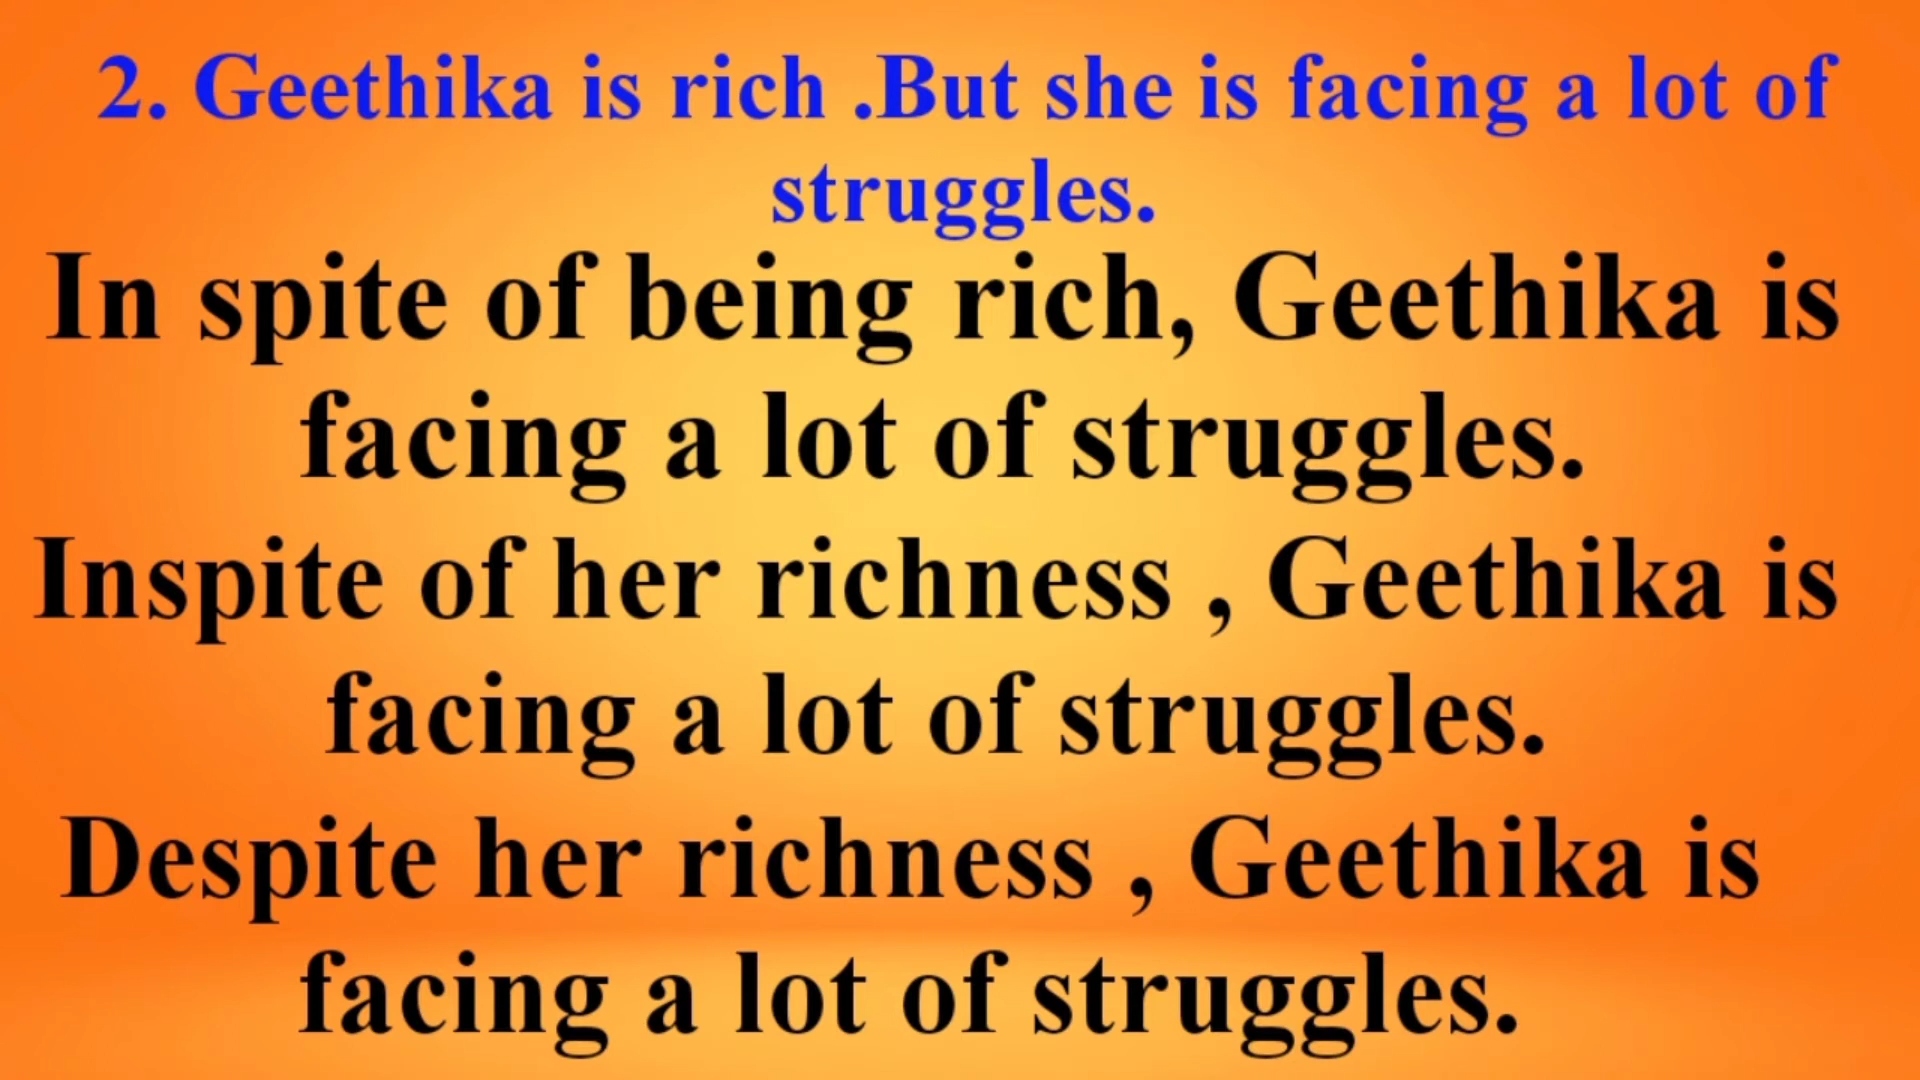 2. Geethika is rich .But she is facing a lot of
struggles.
In spite of being rich, Geethika is
facing a lot of struggles.
Inspite of her richness , Geethika is
facing a lot of struggles.
Despite her richness , Geethika is
facing a lot of struggles.